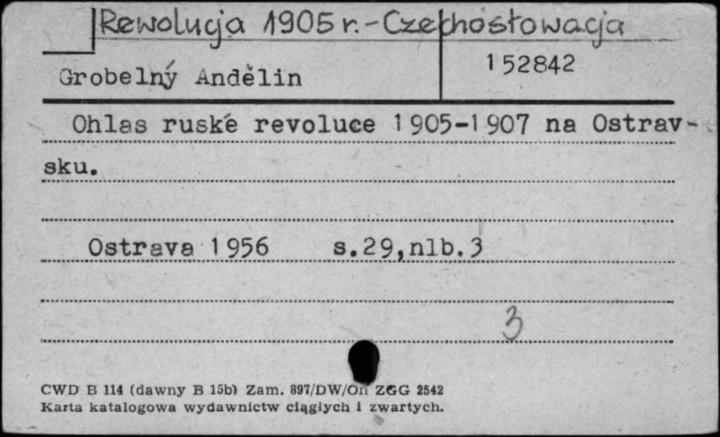 Rewolucja 1905 r. - Czechosłowacja
Grobelný Andělin
152842
Ohlas ruské revoluce 1905-1907 na Ostrav-
sku.
Ostrava 1956 s.29,nlb.3
3
CWD B 114 (dawny B 15b) Zam. 897/DW/On ZGG 2542
Karta katalogowa wydawnictw ciągłych i zwartych.